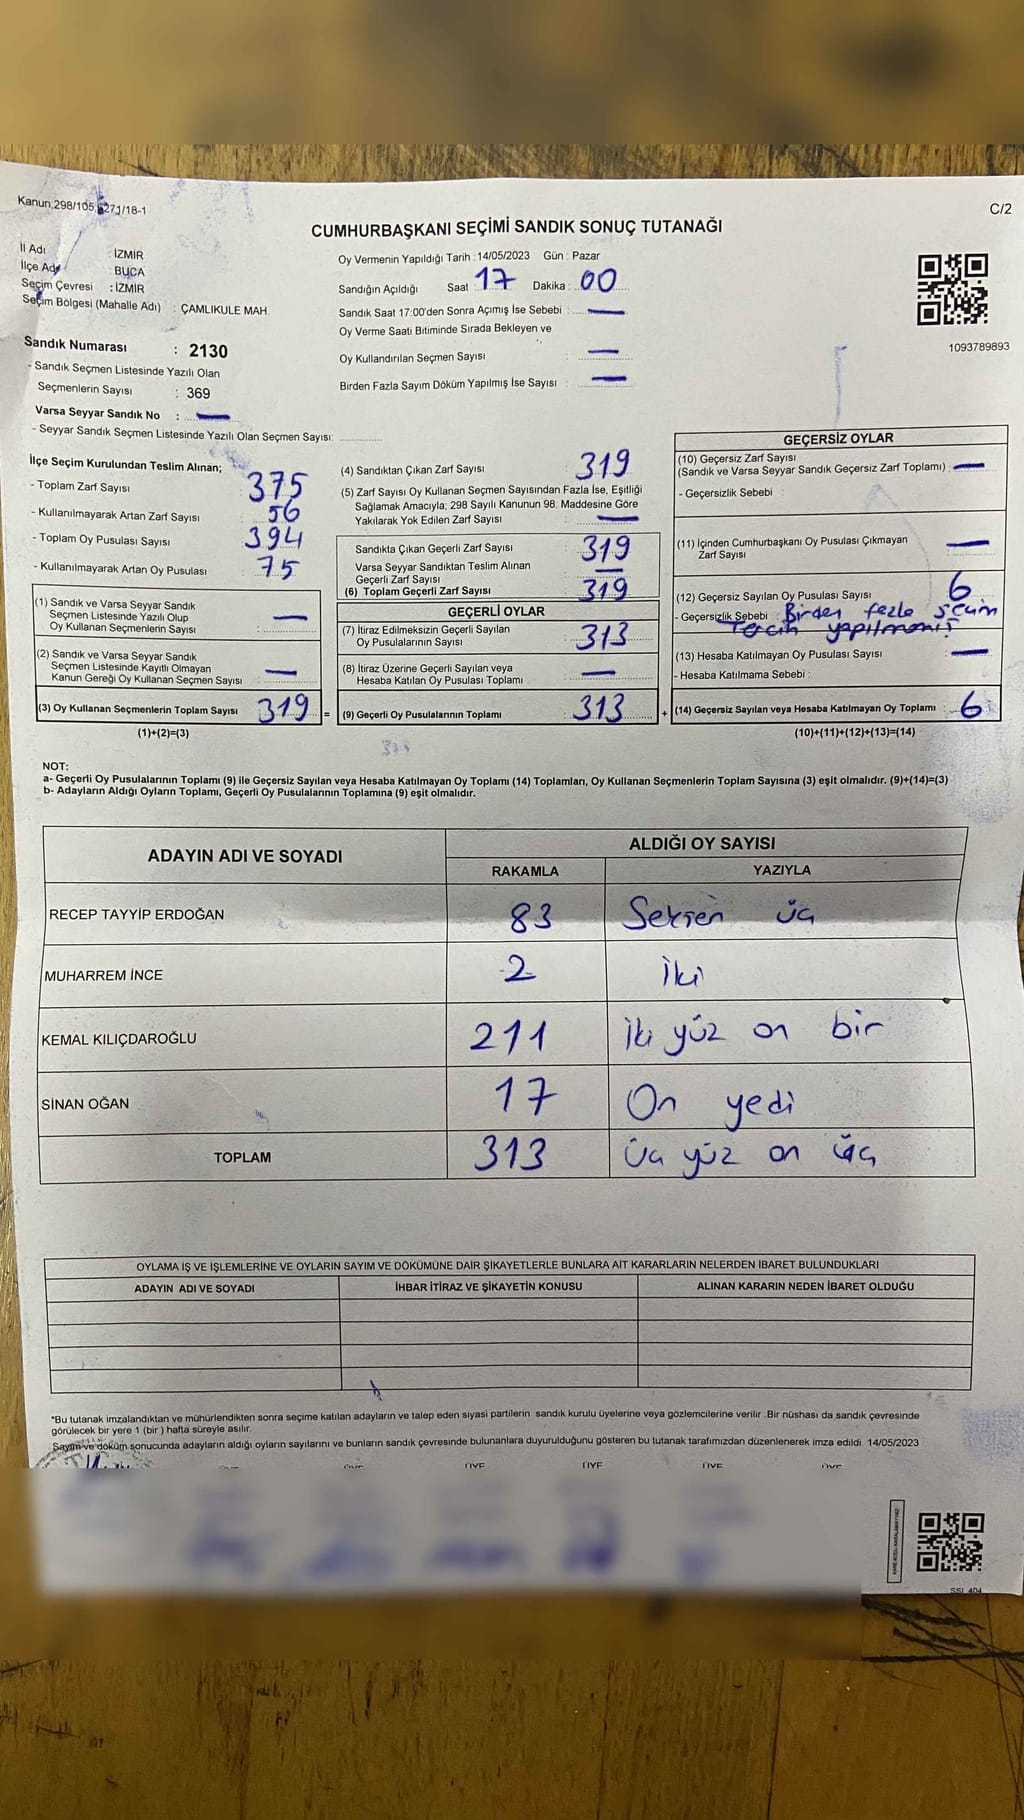 Kanun,298/105,6271/18-1
C/2
CUMHURBAŞKANI SEÇİMİ SANDIK SONUÇ TUTANAĞI
İl Adı : İZMİR
İlçe Adı : BUCA
Seçim Çevresi : İZMİR
Seçim Bölgesi (Mahalle Adı) : ÇAMLIKULE MAH.
Sandık Numarası : 2130
- Sandık Seçmen Listesinde Yazılı Olan
Seçmenlerin Sayısı : 369
Varsa Seyyar Sandık No : —
- Seyyar Sandık Seçmen Listesinde Yazılı Olan Seçmen Sayısı:
Oy Vermenin Yapıldığı Tarih : 14/05/2023 Gün : Pazar
Sandığın Açıldığı Saat : 17 Dakika : 00
Sandık Saat 17:00'den Sonra Açımış İse Sebebi : —
Oy Verme Saati Bitiminde Sırada Bekleyen ve
Oy Kullandırılan Seçmen Sayısı : —
Birden Fazla Sayım Döküm Yapılmış İse Sayısı : —
1093789893
İlçe Seçim Kurulundan Teslim Alınan;
- Toplam Zarf Sayısı 375
- Kullanılmayarak Artan Zarf Sayısı 56
- Toplam Oy Pusulası Sayısı 394
- Kullanılmayarak Artan Oy Pusulası 75
(1) Sandık ve Varsa Seyyar Sandık
Seçmen Listesinde Yazılı Olup
Oy Kullanan Seçmenlerin Sayısı : —
(2) Sandık ve Varsa Seyyar Sandık
Seçmen Listesinde Kayıtlı Olmayan
Kanun Gereği Oy Kullanan Seçmen Sayısı : —
(3) Oy Kullanan Seçmenlerin Toplam Sayısı 319 =
(1)+(2)=(3)
(4) Sandıktan Çıkan Zarf Sayısı 319
(5) Zarf Sayısı Oy Kullanan Seçmen Sayısından Fazla İse, Eşitliği
Sağlamak Amacıyla; 298 Sayılı Kanunun 98. Maddesine Göre
Yakılarak Yok Edilen Zarf Sayısı : —
Sandıkta Çıkan Geçerli Zarf Sayısı : 319
Varsa Seyyar Sandıktan Teslim Alınan
Geçerli Zarf Sayısı : —
(6) Toplam Geçerli Zarf Sayısı : 319
GEÇERLİ OYLAR
(7) İtiraz Edilmeksizin Geçerli Sayılan
Oy Pusulalarının Sayısı : 313
(8) İtiraz Üzerine Geçerli Sayılan veya
Hesaba Katılan Oy Pusulası Toplamı : —
(9) Geçerli Oy Pusulalarının Toplamı : 313 +
GEÇERSİZ OYLAR
(10) Geçersiz Zarf Sayısı
(Sandık ve Varsa Seyyar Sandık Geçersiz Zarf Toplamı) : —
- Geçersizlik Sebebi :
(11) İçinden Cumhurbaşkanı Oy Pusulası Çıkmayan
Zarf Sayısı : —
(12) Geçersiz Sayılan Oy Pusulası Sayısı : 6
- Geçersizlik Sebebi : Birden fazla seçim
Tercih yapılmamış
(13) Hesaba Katılmayan Oy Pusulası Sayısı : —
- Hesaba Katılmama Sebebi :
(14) Geçersiz Sayılan veya Hesaba Katılmayan Oy Toplamı : 6
(10)+(11)+(12)+(13)=(14)
NOT:
a- Geçerli Oy Pusulalarının Toplamı (9) ile Geçersiz Sayılan veya Hesaba Katılmayan Oy Toplamı (14) Toplamları, Oy Kullanan Seçmenlerin Toplam Sayısına (3) eşit olmalıdır. (9)+(14)=(3)
b- Adayların Aldığı Oyların Toplamı, Geçerli Oy Pusulalarının Toplamına (9) eşit olmalıdır.
ADAYIN ADI VE SOYADI
ALDIĞI OY SAYISI
RAKAMLA YAZIYLA
RECEP TAYYİP ERDOĞAN 83 Seksen üç
MUHARREM İNCE 2 İki
KEMAL KILIÇDAROĞLU 211 İki yüz on bir
SİNAN OĞAN 17 On yedi
TOPLAM 313 Üç yüz on üç
OYLAMA İŞ VE İŞLEMLERİNE VE OYLARIN SAYIM VE DÖKÜMÜNE DAİR ŞİKAYETLERLE BUNLARA AİT KARARLARIN NELERDEN İBARET BULUNDUKLARI
ADAYIN ADI VE SOYADI İHBAR İTİRAZ VE ŞİKAYETİN KONUSU ALINAN KARARIN NEDEN İBARET OLDUĞU
*Bu tutanak imzalandıktan ve mühürlendikten sonra seçime katılan adayların ve talep eden siyasi partilerin sandık kurulu üyelerine veya gözlemcilerine verilir. Bir nüshası da sandık çevresinde
görülecek bir yere 1 (bir ) hafta süreyle asılır.
Sayım ve döküm sonucunda adayların aldığı oyların sayılarını ve bunların sandık çevresinde bulunanlara duyurulduğunu gösteren bu tutanak tarafımızdan düzenlenerek imza edildi. 14/05/2023
ÜYE ÜYE ÜYE ÜYE
SSI_404